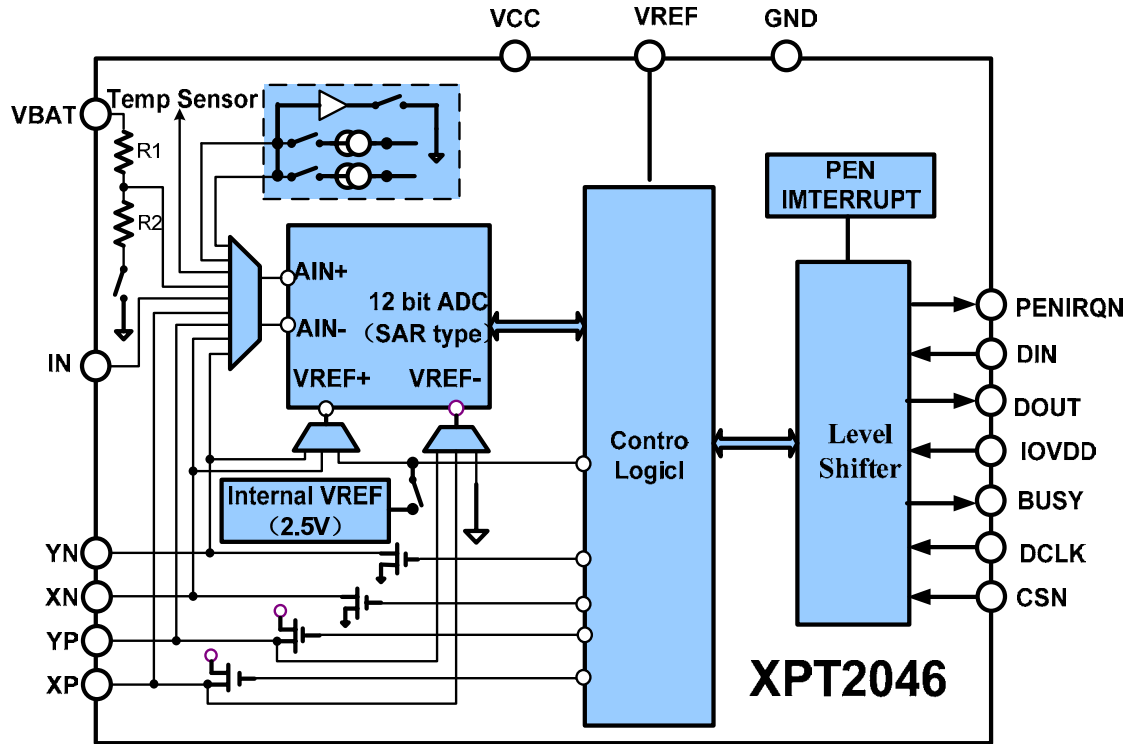 VCC
VREF
GND
VBAT
Temp Sensor
R1
R2
PEN
IMTERRUPT
AIN+
12 bit ADC
（SAR type）
AIN-
VREF+
VREF-
IN
PENIRQN
DIN
DOUT
IOVDD
BUSY
DCLK
CSN
Contro
Logicl
Level
Shifter
Internal VREF
（2.5V）
YN
XN
YP
XP
XPT2046